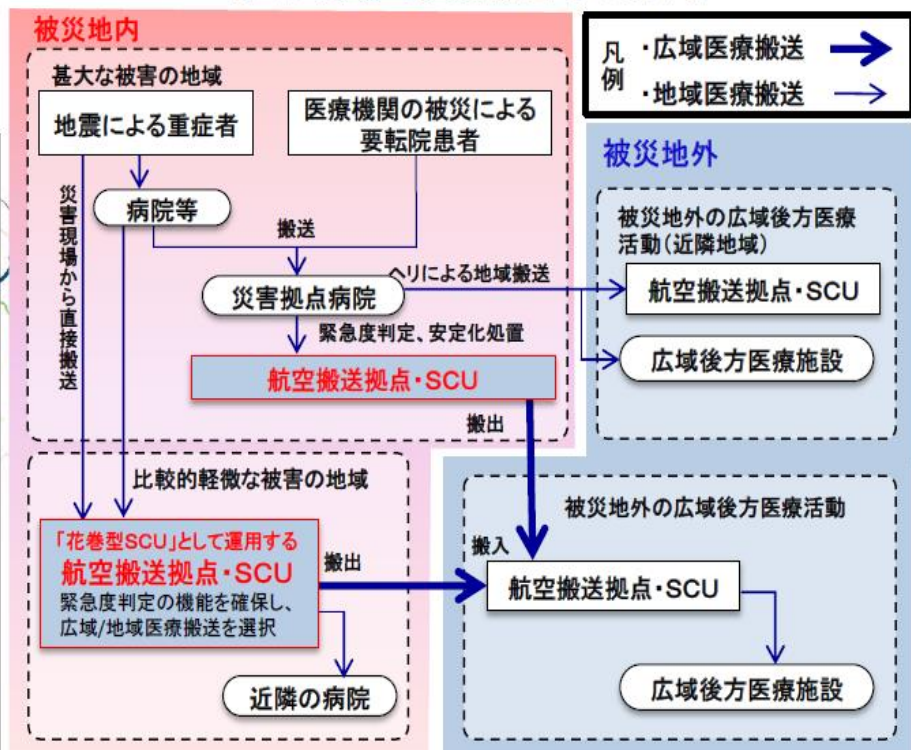 被災地内
甚大な被害の地域
地震による重症者
医療機関の被災による
要転院患者
病院等
搬送
災害現場から直接搬送
ヘリによる地域搬送
災害拠点病院
緊急度判定、安定化処置
航空搬送拠点・SCU
搬出
比較的軽微な被害の地域
「花巻型SCU」として運用する
航空搬送拠点・SCU
緊急度判定の機能を確保し、
広域/地域医療搬送を選択
搬出
近隣の病院
凡例
・広域医療搬送
・地域医療搬送
被災地外
被災地外の広域後方医療
活動(近隣地域)
航空搬送拠点・SCU
広域後方医療施設
被災地外の広域後方医療活動
搬入
航空搬送拠点・SCU
広域後方医療施設